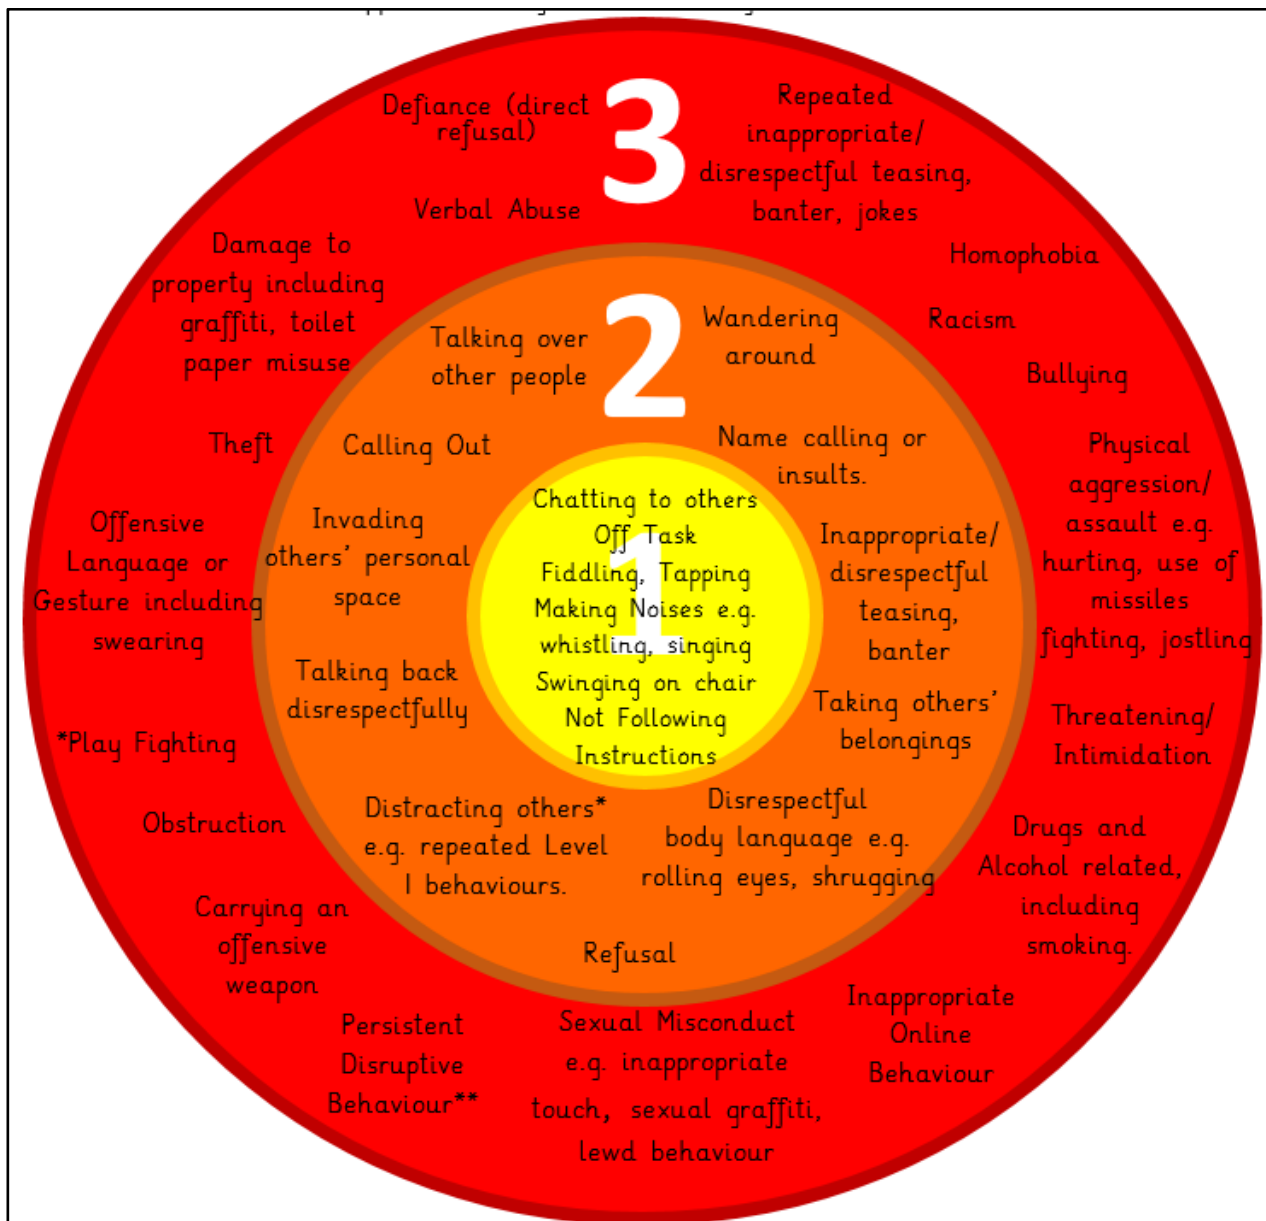 3
Defiance (direct
refusal)
Verbal Abuse
Repeated
inappropriate/
disrespectful teasing,
banter, jokes
Homophobia
Racism
Bullying
Physical
aggression/
assault e.g.
hurting, use of
missiles
fighting, jostling
Threatening/
Intimidation
Drugs and
Alcohol related,
including
smoking.
Inappropriate
Online
Behaviour
Sexual Misconduct
e.g. inappropriate
touch, sexual graffiti,
lewd behaviour
Persistent
Disruptive
Behaviour**
Carrying an
offensive
weapon
Obstruction
*Play Fighting
Offensive
Language or
Gesture including
swearing
Theft
Damage to
property including
graffiti, toilet
paper misuse
2
Talking over
other people
Wandering
around
Name calling or
insults.
Inappropriate/
disrespectful
teasing,
banter
Taking others'
belongings
Disrespectful
body language e.g.
rolling eyes, shrugging
Refusal
Distracting others*
e.g. repeated Level
1 behaviours.
Talking back
disrespectfully
Invading
others' personal
space
Calling Out
1
Chatting to others
Off Task
Fiddling, Tapping
Making Noises e.g.
whistling, singing
Swinging on chair
Not Following
Instructions